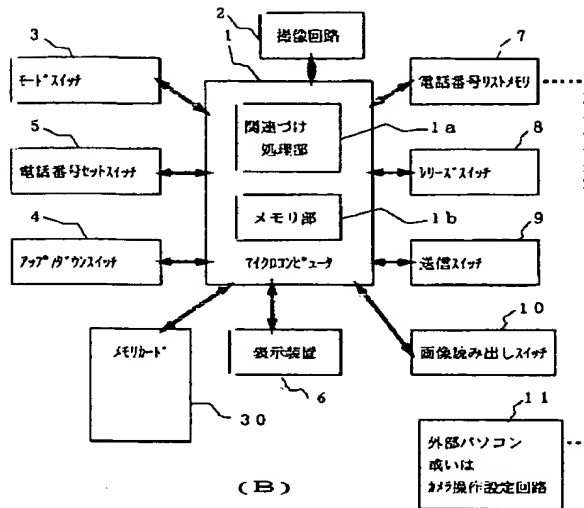 2
撮像回路
3
モードスイッチ
1
7
電話番号リストメモリ
関連づけ
処理部
1a
5
電話番号セットスイッチ
8
シリーズスイッチ
メモリ部
1b
4
アップ/ダウンスイッチ
マイクロコンピュータ
9
送信スイッチ
メモリカード
30
表示装置
6
10
画像読み出しスイッチ
11
外部パソコン
或いは
カメラ操作設定回路
(B)